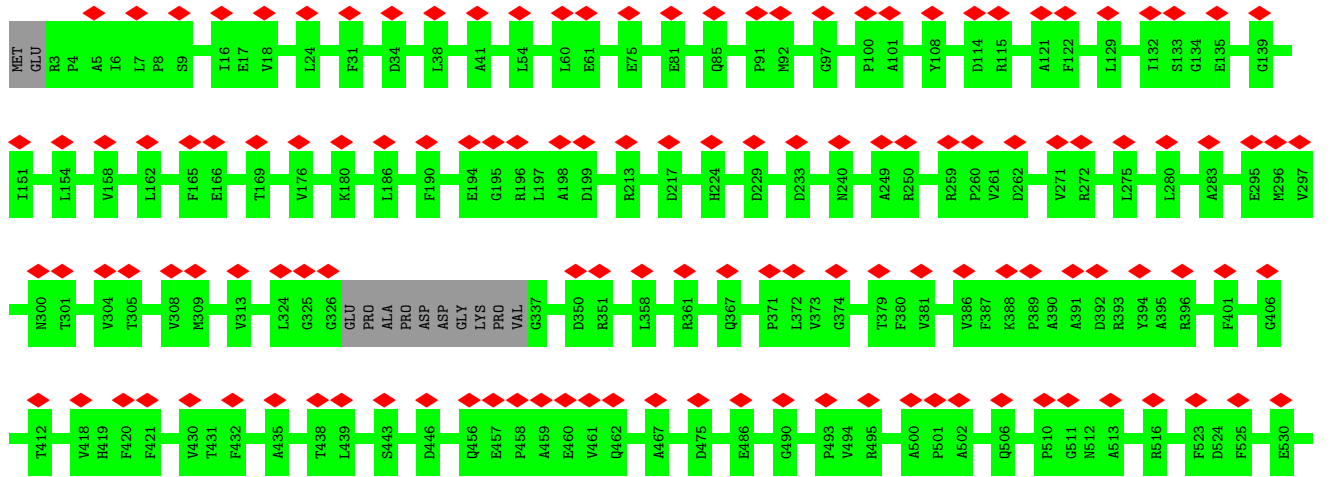 MET GLU R3 P4 A5 I6 L7 P8 S9 I16 E17 V18 L24 F31 D34 L38 A41 L54 L60 E61 E75 E81 Q85 P91 M92 G97 P100 A101 Y108 D114 R115 A121 F122 L129 I132 S133 G134 E135 G139
I151 L154 V158 L162 F165 E166 T169 V176 K180 L186 F190 E194 G195 R196 L197 A198 D199 R213 D217 H224 D229 D233 N240 A249 R250 R259 P260 V261 D262 V271 R272 L275 L280 A283 E295 M296 V297
N300 T301 V304 T305 V308 M309 V313 L324 G325 G326 GLU PRO ALA PRO ASP ASP GLY LYS PRO VAL G337 D350 R351 L358 R361 Q367 P371 L372 V373 G374 T379 F380 V381 V386 F387 K388 P389 A390 A391 D392 R393 Y394 A395 R396 F401 G406
T412 V418 H419 F420 F421 V430 T431 F432 A435 T438 L439 S443 D446 Q456 E457 P458 A459 E460 V461 Q462 A467 D475 E486 G490 P493 V494 R495 A500 P501 A502 Q506 P510 G511 N512 A513 R516 F523 D524 F525 E530